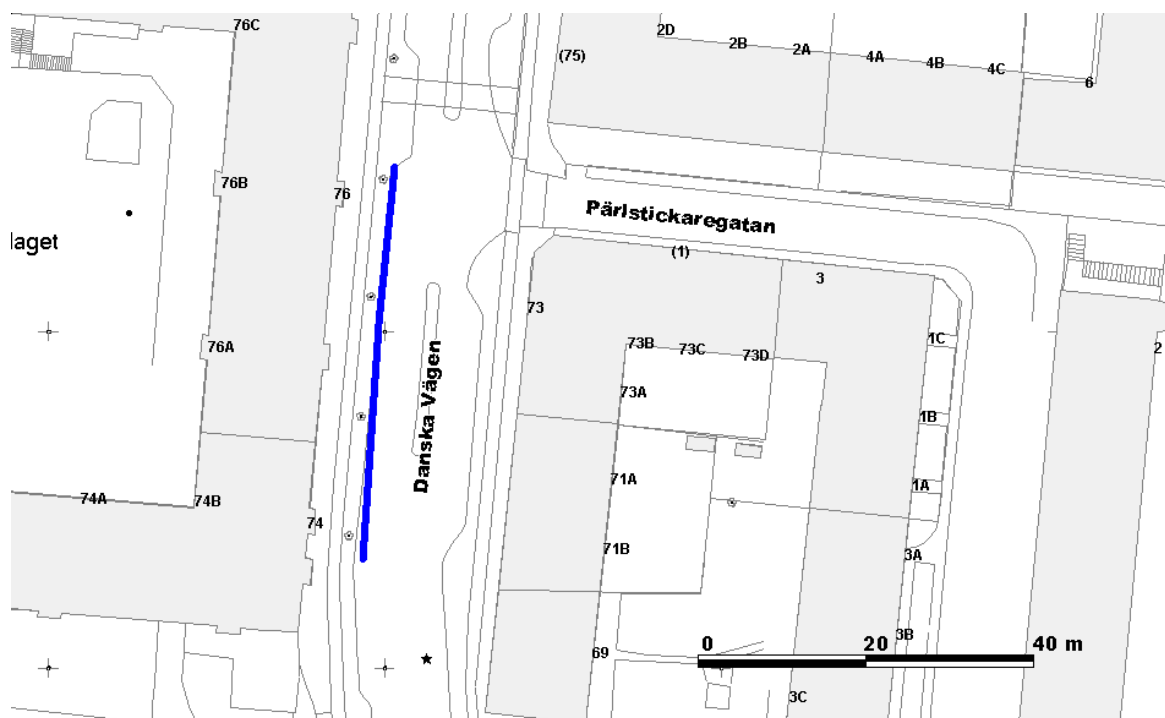 76C
2D
2B
2A
4A
4B
4C
6
(75)
76B
76
Pärlstickaregatan
laget
(1)
3
73
76A
73B
73C
73D
1C
2
Danska Vägen
73A
1B
74A
74B
74
71A
1A
71B
3A
69
3B
0 20 40 m
3C